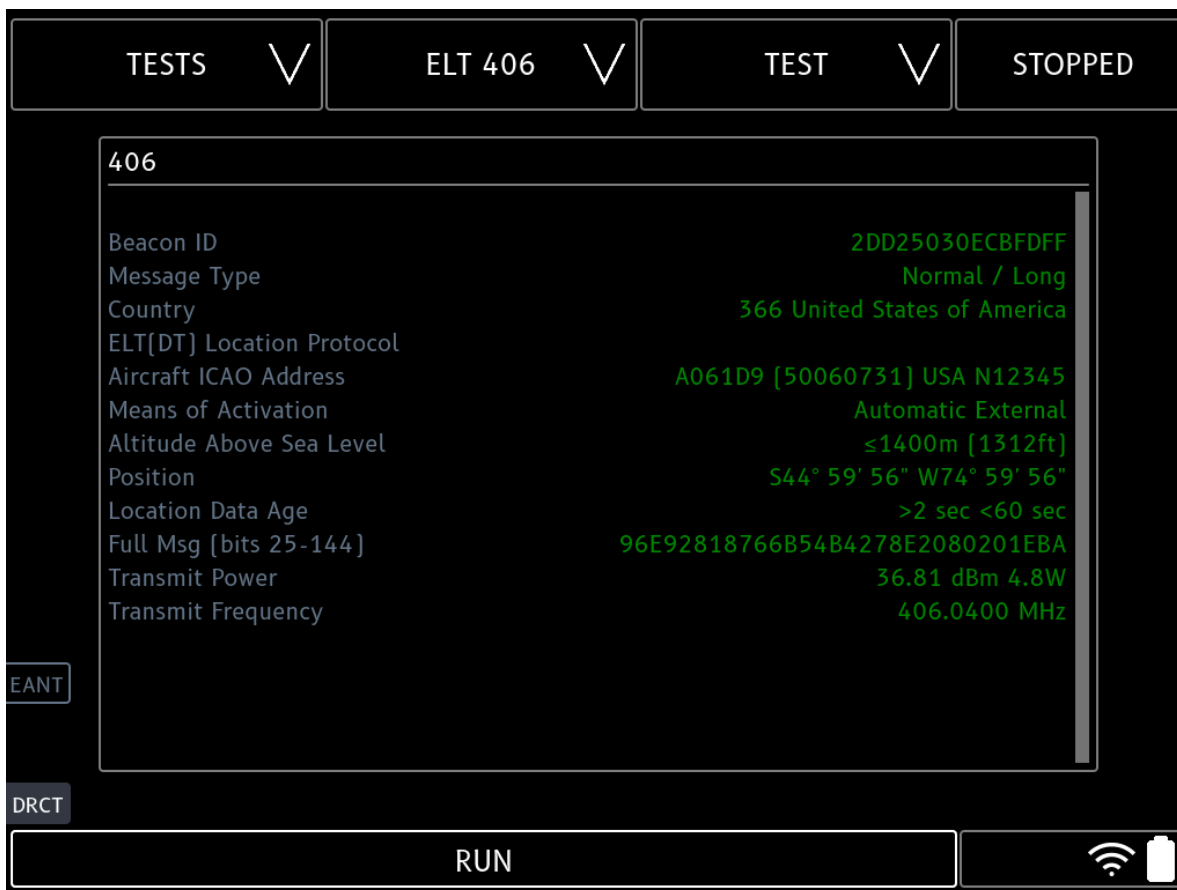 TESTS ELT 406 TEST STOPPED
406
Beacon ID 2DD25030ECBFDFF
Message Type Normal / Long
Country 366 United States of America
ELT(DT) Location Protocol
Aircraft ICAO Address A061D9 (50060731) USA N12345
Means of Activation Automatic External
Altitude Above Sea Level ≤1400m (1312ft)
Position S44° 59' 56" W74° 59' 56"
Location Data Age >2 sec <60 sec
Full Msg (bits 25-144) 96E92818766B54B4278E2080201EBA
Transmit Power 36.81 dBm 4.8W
Transmit Frequency 406.0400 MHz
EANT
DRCT
RUN